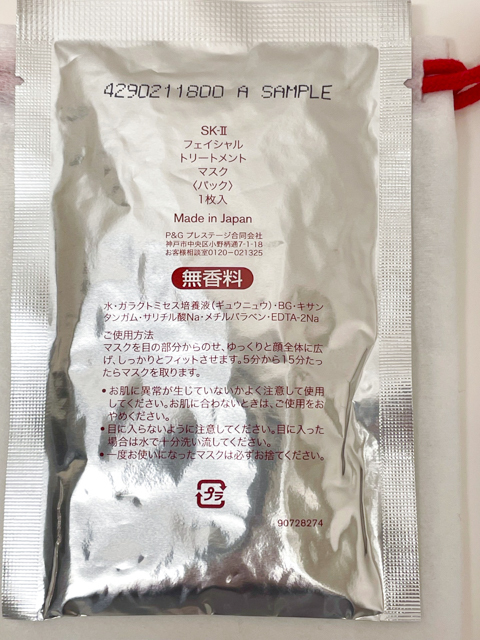 4290211800 A SAMPLE
SK-Ⅱ
フェイシャル
トリートメント
マスク
〈パック〉
1枚入
Made in Japan
P&G プレステージ合同会社
神戸市中央区小野柄通7-1-18
お客様相談室0120-021325
無香料
水・ガラクトミセス培養液（ギュウニュウ）・BG・キサン
タンガム・サリチル酸Na・メチルパラベン・EDTA-2Na
ご使用方法
マスクを目の部分からのせ、ゆっくりと顔全体に広
げ、しっかりとフィットさせます。5分から15分たっ
たらマスクを取ります。
・お肌に異常が生じていないかよく注意して使用
してください。お肌に合わないときは、ご使用をお
やめください。
・目に入らないように注意してください。目に入った
場合は水で十分洗い流してください。
・一度お使いになったマスクは必ずお捨てください。
プラ
90728274